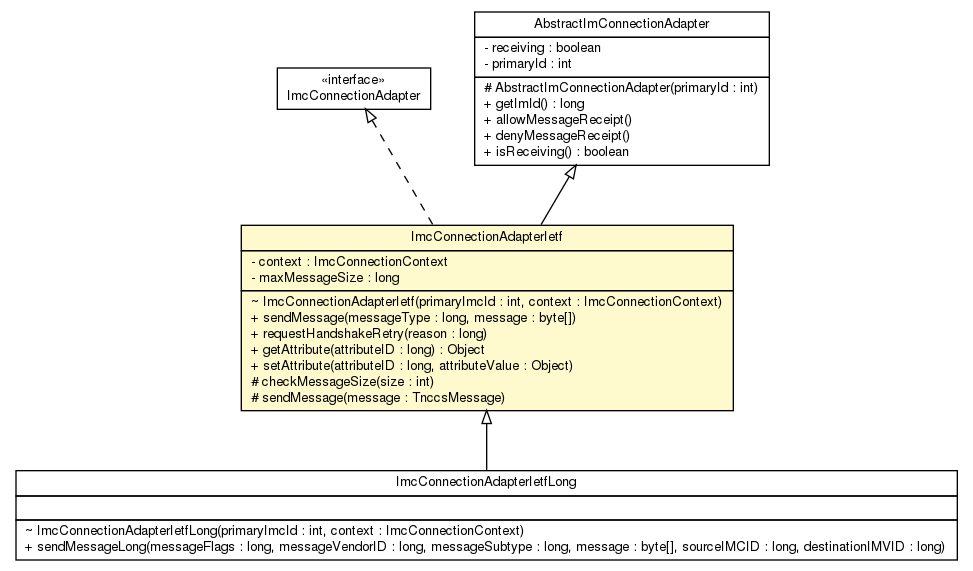 AbstractImConnectionAdapter
- receiving : boolean
- primaryId : int
# AbstractImConnectionAdapter(primaryId : int)
+ getImId() : long
+ allowMessageReceipt()
+ denyMessageReceipt()
+ isReceiving() : boolean
«interface»
ImcConnectionAdapter
ImcConnectionAdapterIetf
- context : ImcConnectionContext
- maxMessageSize : long
~ ImcConnectionAdapterIetf(primaryImcId : int, context : ImcConnectionContext)
+ sendMessage(messageType : long, message : byte[])
+ requestHandshakeRetry(reason : long)
+ getAttribute(attributeID : long) : Object
+ setAttribute(attributeID : long, attributeValue : Object)
# checkMessageSize(size : int)
# sendMessage(message : TnccsMessage)
ImcConnectionAdapterIetfLong
~ ImcConnectionAdapterIetfLong(primaryImcId : int, context : ImcConnectionContext)
+ sendMessageLong(messageFlags : long, messageVendorID : long, messageSubtype : long, message : byte[], sourceIMCID : long, destinationIMVID : long)